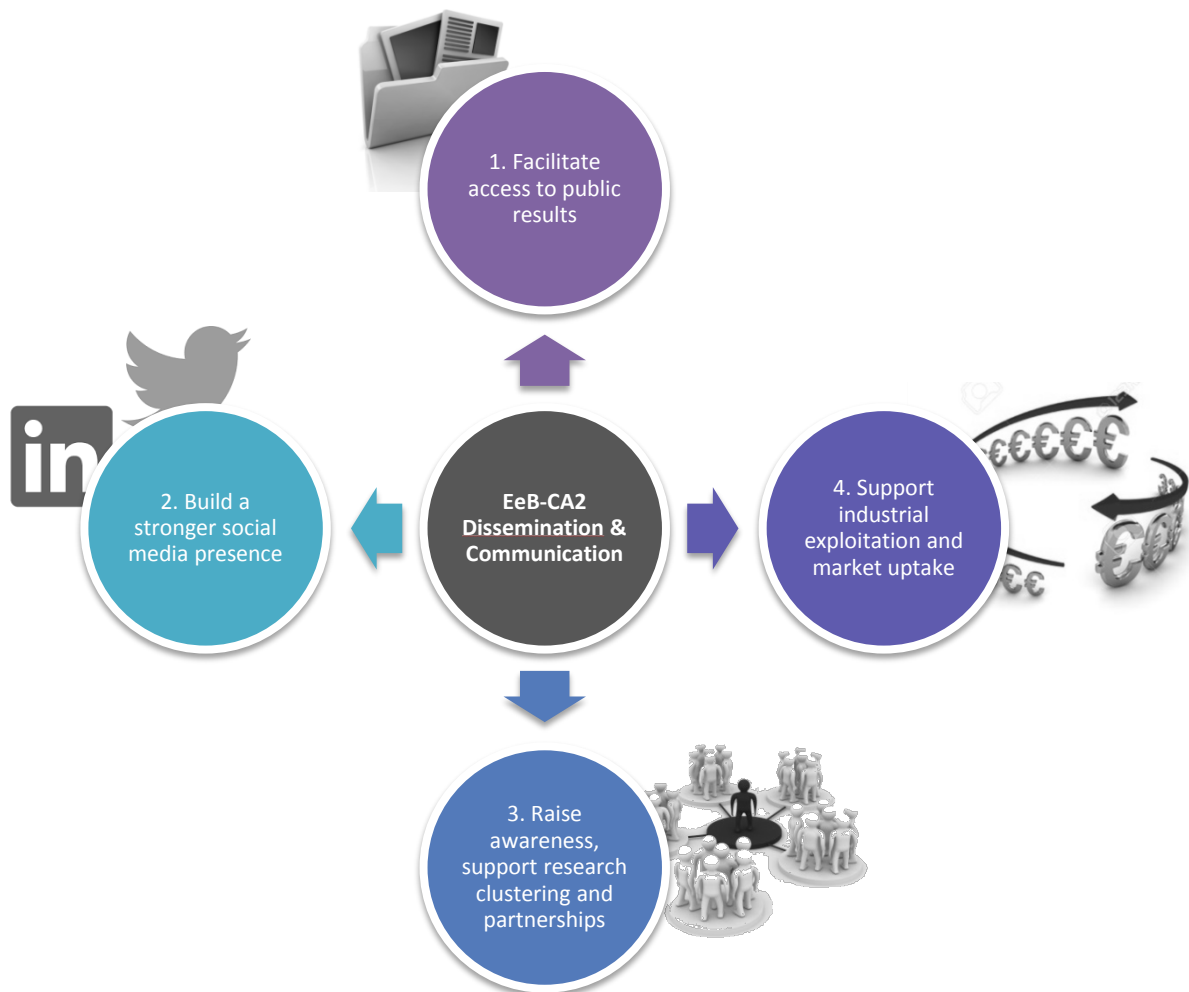 1. Facilitate
access to public
results
in
2. Build a
stronger social
media presence
EeB-CA2
Dissemination &
Communication
4. Support
industrial
exploitation and
market uptake
3. Raise
awareness,
support research
clustering and
partnerships